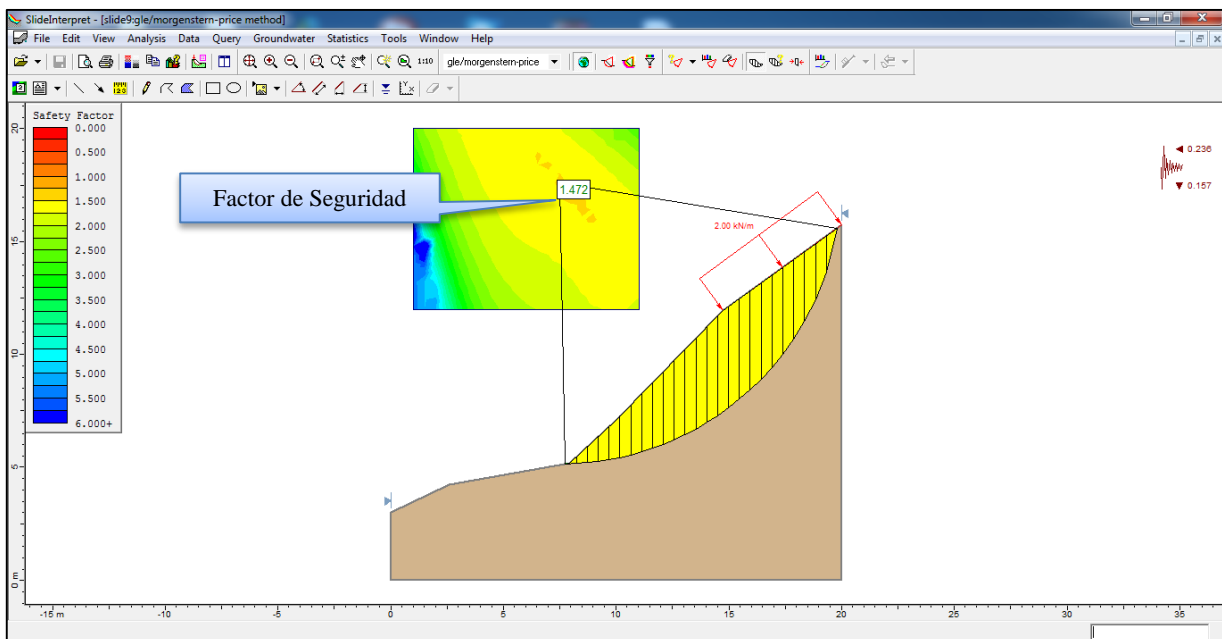 SlideInterpret - [slide9:gle/morgenstern-price method]
File Edit View Analysis Data Query Groundwater Statistics Tools Window Help
1:10 gle/morgenstern-price
Safety Factor
0.000
0.500
1.000
1.500
2.000
2.500
3.000
3.500
4.000
4.500
5.000
5.500
6.000+
Factor de Seguridad
1.472
2.00 kN/m
0.236
0.157
20
15
10
5
0 m
-15 m -10 -5 0 5 10 15 20 25 30 35